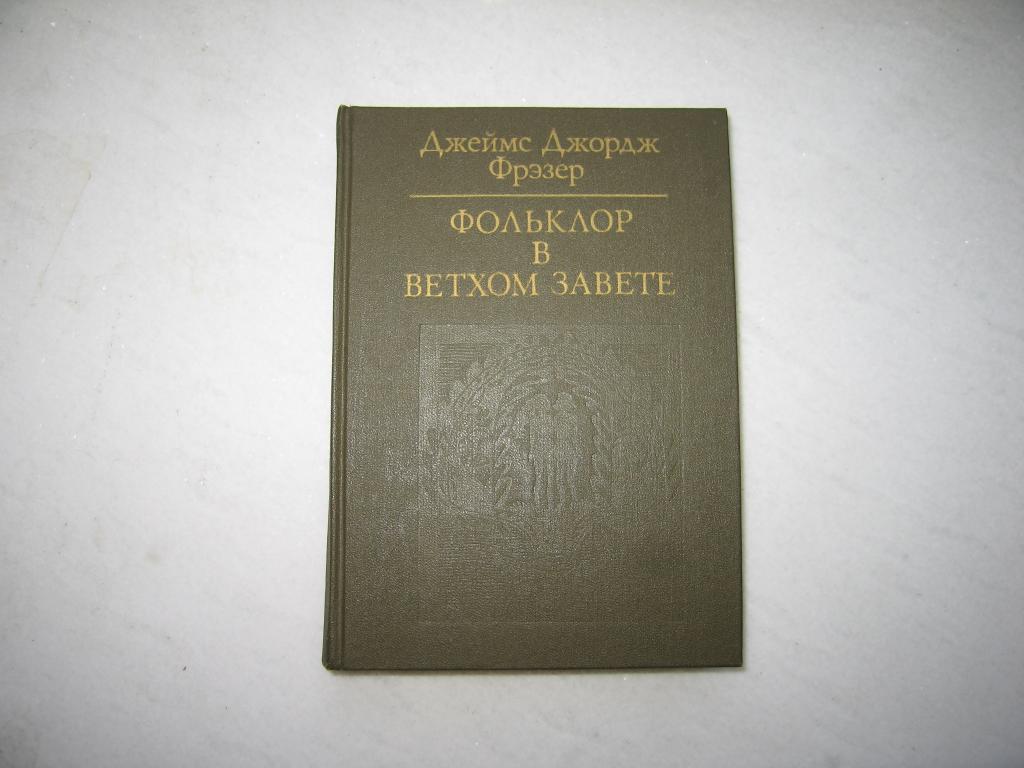 Джеймс Джордж
Фрэзер
ФОЛЬКЛОР
В
ВЕТХОМ ЗАВЕТЕ